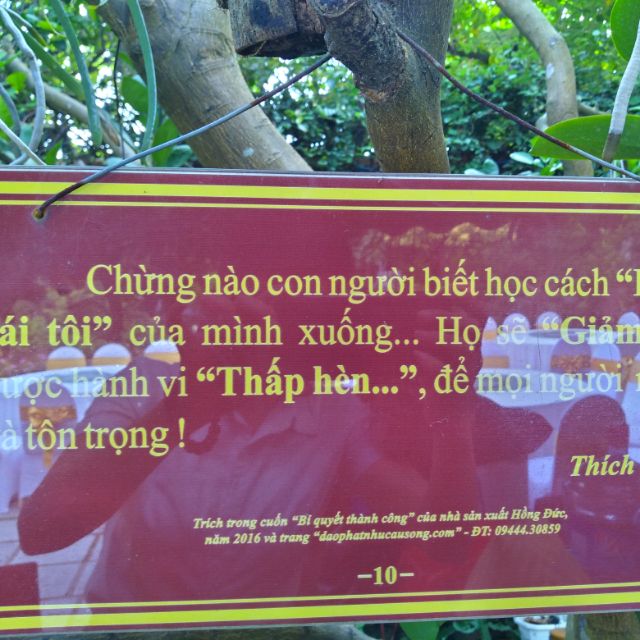 Chừng nào con người biết học cách
ái tôi” của mình xuống... Họ sẽ “Giảm
ược hành vi “Thấp hèn...”, để mọi người
à tôn trọng !
Thích
Trích trong cuốn “Bí quyết thành công” của nhà sản xuất Hồng Đức,
năm 2016 và trang “daophatnhucausong.com” - ĐT: 09444.30859
–10–